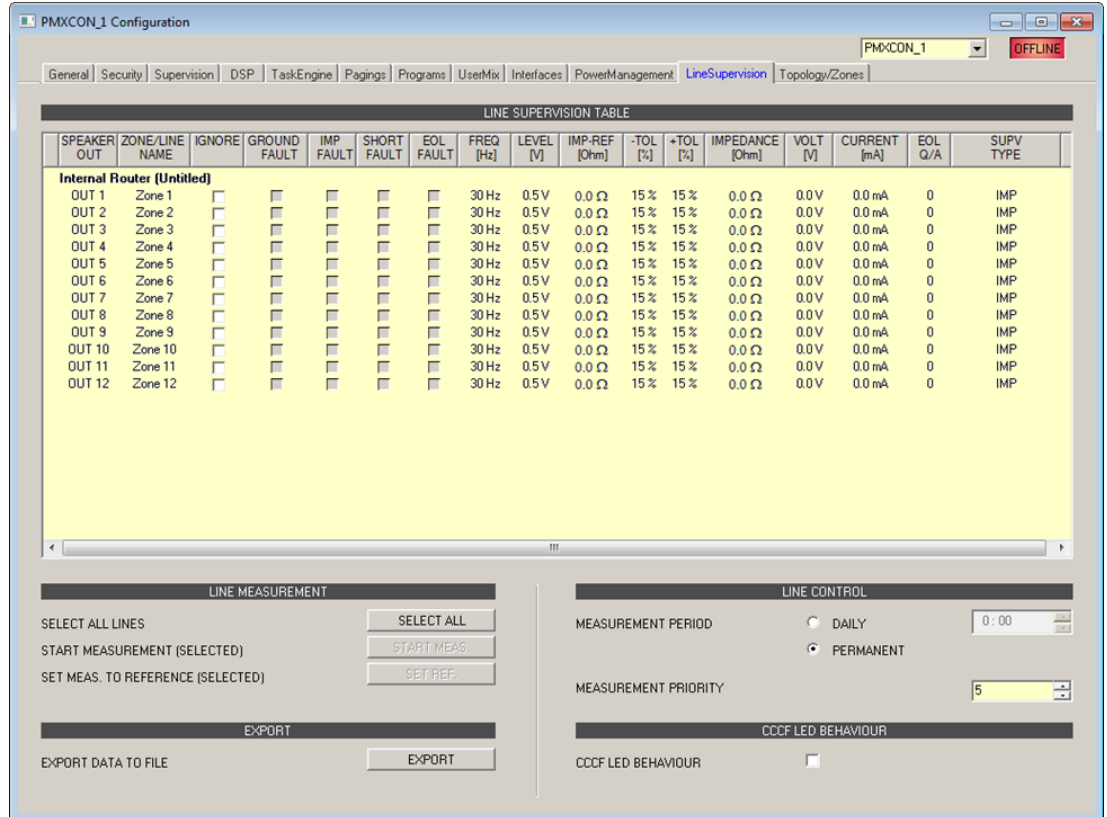 PMXCON_1 Configuration
PMXCON_1 OFFLINE
General Security Supervision DSP TaskEngine Pagings Programs UserMix Interfaces PowerManagement LineSupervision Topology/Zones
LINE SUPERVISION TABLE
SPEAKER OUT ZONE/LINE NAME IGNORE GROUND FAULT IMP FAULT SHORT FAULT EOL FAULT FREQ [Hz] LEVEL [V] IMP-REF [Ohm] -TOL [%] +TOL [%] IMPEDANCE [Ohm] VOLT [V] CURRENT [mA] EOL Q/A SUPV TYPE
Internal Router (Untitled)
OUT 1 Zone 1 30 Hz 0.5 V 0.0 Ω 15 % 15 % 0.0 Ω 0.0 V 0.0 mA 0 IMP
OUT 2 Zone 2 30 Hz 0.5 V 0.0 Ω 15 % 15 % 0.0 Ω 0.0 V 0.0 mA 0 IMP
OUT 3 Zone 3 30 Hz 0.5 V 0.0 Ω 15 % 15 % 0.0 Ω 0.0 V 0.0 mA 0 IMP
OUT 4 Zone 4 30 Hz 0.5 V 0.0 Ω 15 % 15 % 0.0 Ω 0.0 V 0.0 mA 0 IMP
OUT 5 Zone 5 30 Hz 0.5 V 0.0 Ω 15 % 15 % 0.0 Ω 0.0 V 0.0 mA 0 IMP
OUT 6 Zone 6 30 Hz 0.5 V 0.0 Ω 15 % 15 % 0.0 Ω 0.0 V 0.0 mA 0 IMP
OUT 7 Zone 7 30 Hz 0.5 V 0.0 Ω 15 % 15 % 0.0 Ω 0.0 V 0.0 mA 0 IMP
OUT 8 Zone 8 30 Hz 0.5 V 0.0 Ω 15 % 15 % 0.0 Ω 0.0 V 0.0 mA 0 IMP
OUT 9 Zone 9 30 Hz 0.5 V 0.0 Ω 15 % 15 % 0.0 Ω 0.0 V 0.0 mA 0 IMP
OUT 10 Zone 10 30 Hz 0.5 V 0.0 Ω 15 % 15 % 0.0 Ω 0.0 V 0.0 mA 0 IMP
OUT 11 Zone 11 30 Hz 0.5 V 0.0 Ω 15 % 15 % 0.0 Ω 0.0 V 0.0 mA 0 IMP
OUT 12 Zone 12 30 Hz 0.5 V 0.0 Ω 15 % 15 % 0.0 Ω 0.0 V 0.0 mA 0 IMP
LINE MEASUREMENT
SELECT ALL LINES SELECT ALL
START MEASUREMENT (SELECTED) START MEAS.
SET MEAS. TO REFERENCE (SELECTED) SET REF.
EXPORT
EXPORT DATA TO FILE EXPORT
LINE CONTROL
MEASUREMENT PERIOD DAILY 0 : 00
PERMANENT
MEASUREMENT PRIORITY 5
CCCF LED BEHAVIOUR
CCCF LED BEHAVIOUR